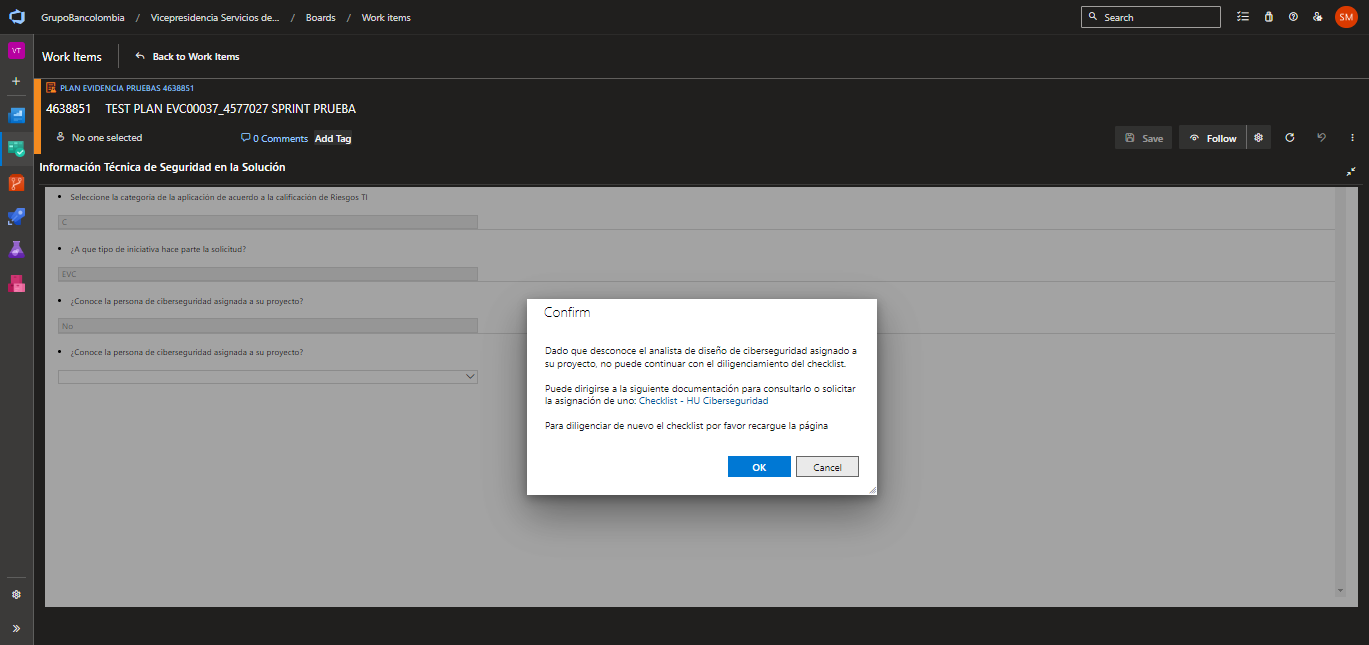 GrupoBancolombia / Vicepresidencia Servicios de... / Boards / Work items
Search
SM
VT
Work Items
Back to Work Items
PLAN EVIDENCIA PRUEBAS 4638851
4638851 TEST PLAN EVC00037_4577027 SPRINT PRUEBA
No one selected
0 Comments
Add Tag
Save
Follow
Información Técnica de Seguridad en la Solución
• Seleccione la categoría de la aplicación de acuerdo a la calificación de Riesgos TI
C
• ¿A que tipo de iniciativa hace parte la solicitud?
EVC
• ¿Conoce la persona de ciberseguridad asignada a su proyecto?
No
• ¿Conoce la persona de ciberseguridad asignada a su proyecto?
Confirm
Dado que desconoce el analista de diseño de ciberseguridad asignado a
su proyecto, no puede continuar con el diligenciamiento del checklist.
Puede dirigirse a la siguiente documentación para consultarlo o solicitar
la asignación de uno: Checklist - HU Ciberseguridad
Para diligenciar de nuevo el checklist por favor recargue la página
OK
Cancel